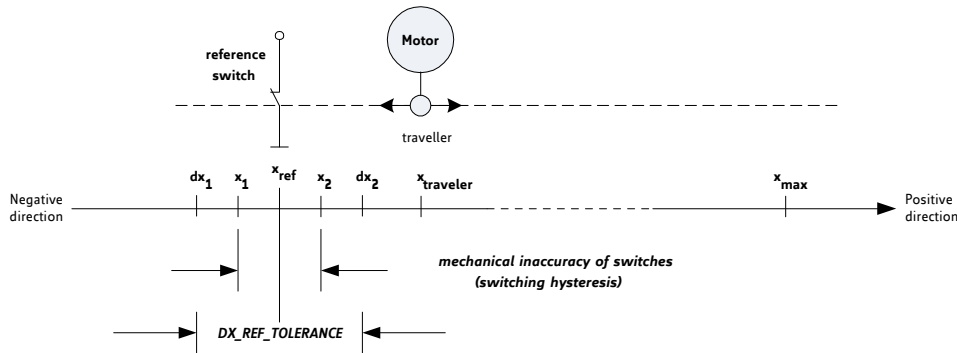 Motor
reference
switch
traveller
dx1 x1 xref x2 dx2 xtraveler xmax
Negative
direction
Positive
direction
mechanical inaccuracy of switches
(switching hysteresis)
DX_REF_TOLERANCE